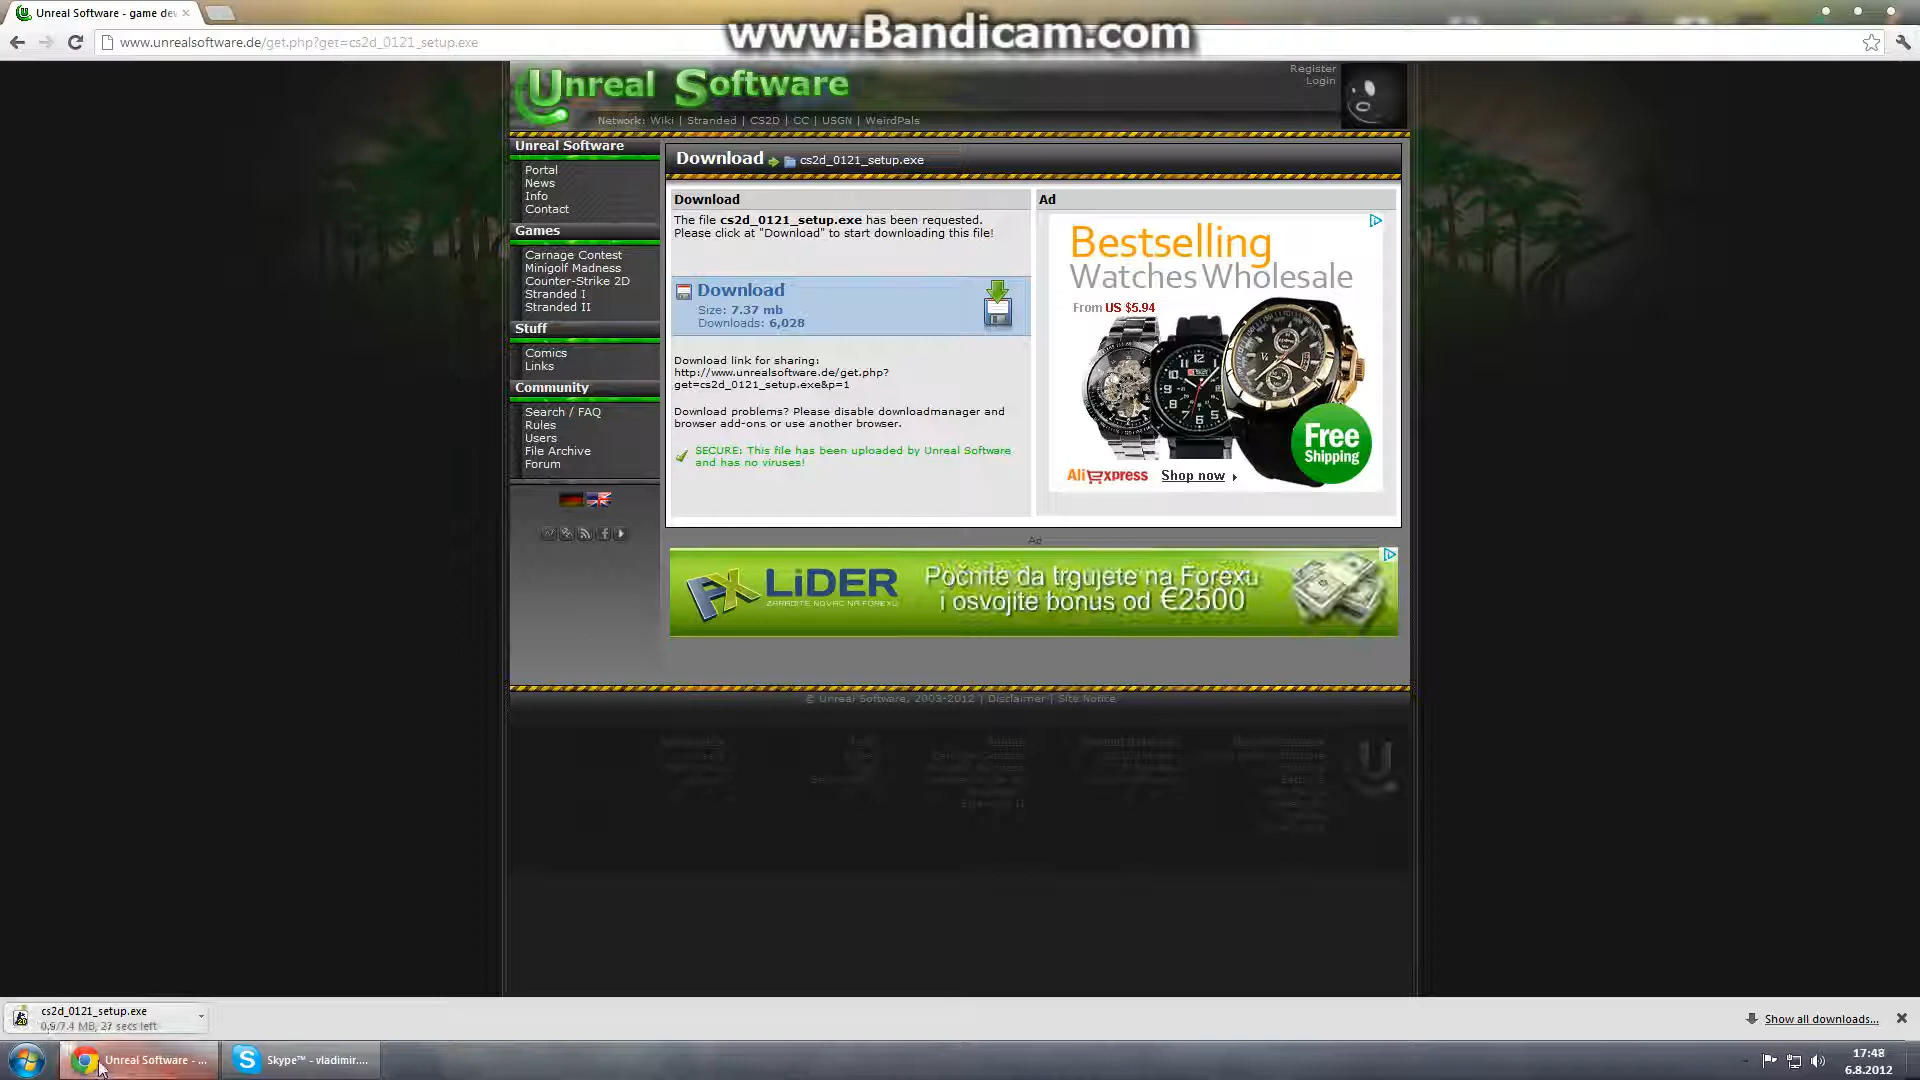 Unreal Software - game dev
www.Bandicam.com
www.unrealsoftware.de/get.php?get=cs2d_0121_setup.exe
Unreal Software
Register
Login
Network: Wiki | Stranded | CS2D | CC | USGN | WeirdPals
Unreal Software
Portal
News
Info
Contact
Games
Carnage Contest
Minigolf Madness
Counter-Strike 2D
Stranded I
Stranded II
Stuff
Comics
Links
Community
Search / FAQ
Rules
Users
File Archive
Forum
Download cs2d_0121_setup.exe
Download
The file cs2d_0121_setup.exe has been requested.
Please click at "Download" to start downloading this file!
Download
Size: 7.37 mb
Downloads: 6,028
Download link for sharing:
http://www.unrealsoftware.de/get.php?
get=cs2d_0121_setup.exe&p=1
Download problems? Please disable downloadmanager and
browser add-ons or use another browser.
SECURE: This file has been uploaded by Unreal Software
and has no viruses!
Ad
Bestselling
Watches Wholesale
From US $5.94
Free
Shipping
AliExpress Shop now
Ad
FX LiDER
ZARADITE NOVAC NA FOREXU
Počnite da trgujete na Forexu
i osvojite bonus od €2500
© Unreal Software, 2003-2012 | Disclaimer | Site Notice
cs2d_0121_setup.exe
0.9/7.4 MB, 27 secs left
Show all downloads...
Unreal Software - ...
Skype™ - vladimir....
17:48
6.8.2012